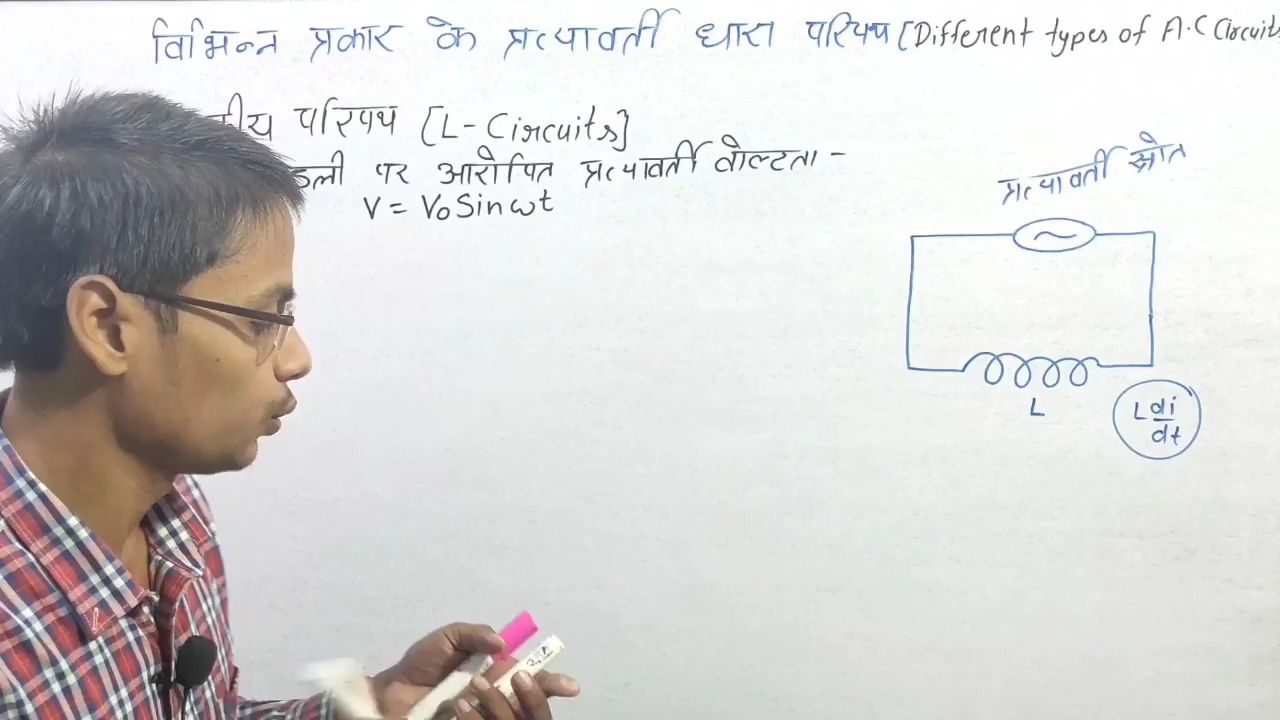 विभिन्न प्रकार के प्रत्यावर्ती धारा परिपथ [Different types of A.C Circuits
परिपथ [L-Circuits]
पर आरोपित प्रत्यावर्ती वोल्टता -
V = V₀ Sin ωt
प्रत्यावर्ती स्रोत
~
L
L di/dt